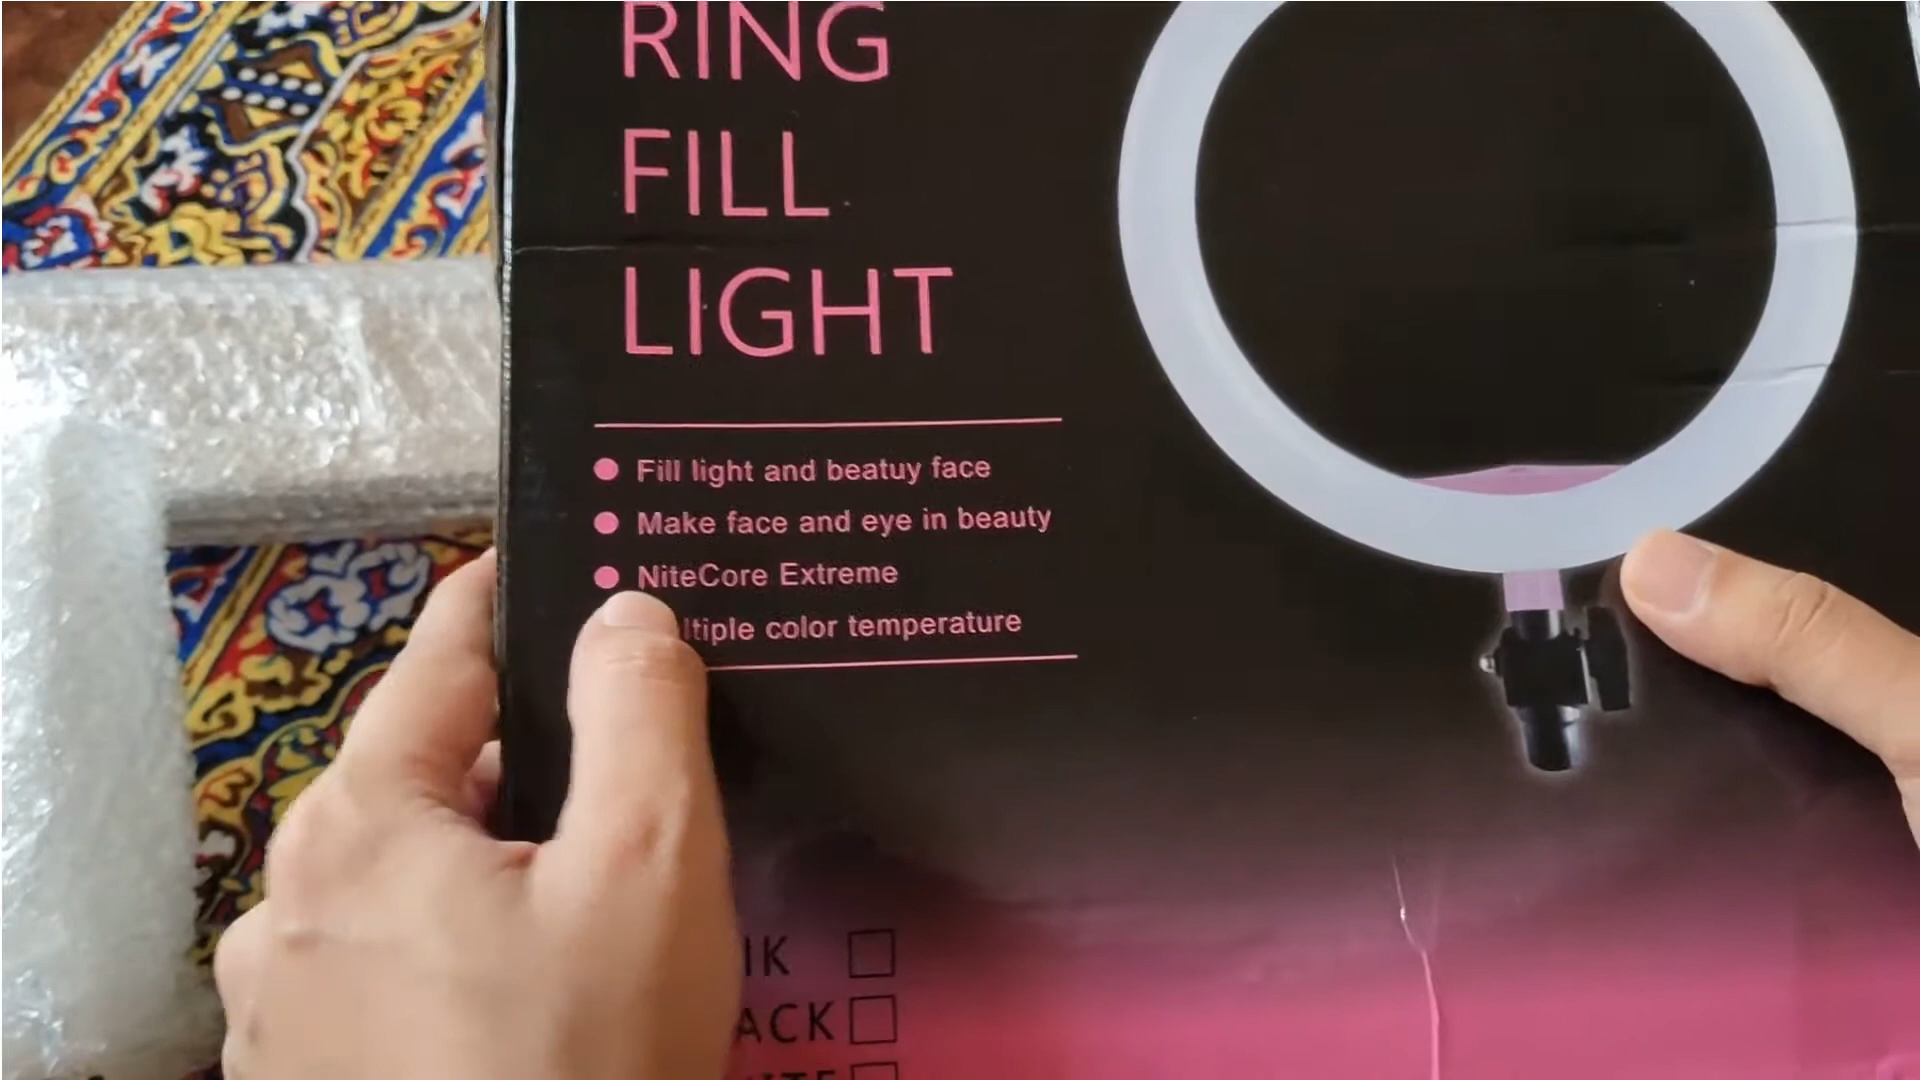 RING
FILL
LIGHT
Fill light and beatuy face
Make face and eye in beauty
NiteCore Extreme
ltiple color temperature
IK
ACK